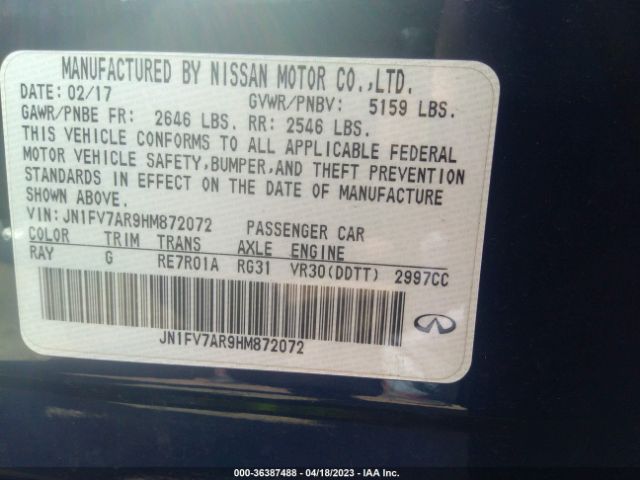 MANUFACTURED BY NISSAN MOTOR CO.,LTD.
DATE: 02/17 GVWR/PNBV: 5159 LBS.
GAWR/PNBE FR: 2646 LBS. RR: 2546 LBS.
THIS VEHICLE CONFORMS TO ALL APPLICABLE FEDERAL
MOTOR VEHICLE SAFETY,BUMPER,AND THEFT PREVENTION
STANDARDS IN EFFECT ON THE DATE OF MANUFACTURE
SHOWN ABOVE.
VIN:JN1FV7AR9HM872072 PASSENGER CAR
COLOR TRIM TRANS AXLE ENGINE
RAY G RE7R01A RG31 VR30(DDTT) 2997CC
JN1FV7AR9HM872072
000-36387488 - 04/18/2023 - IAA Inc.